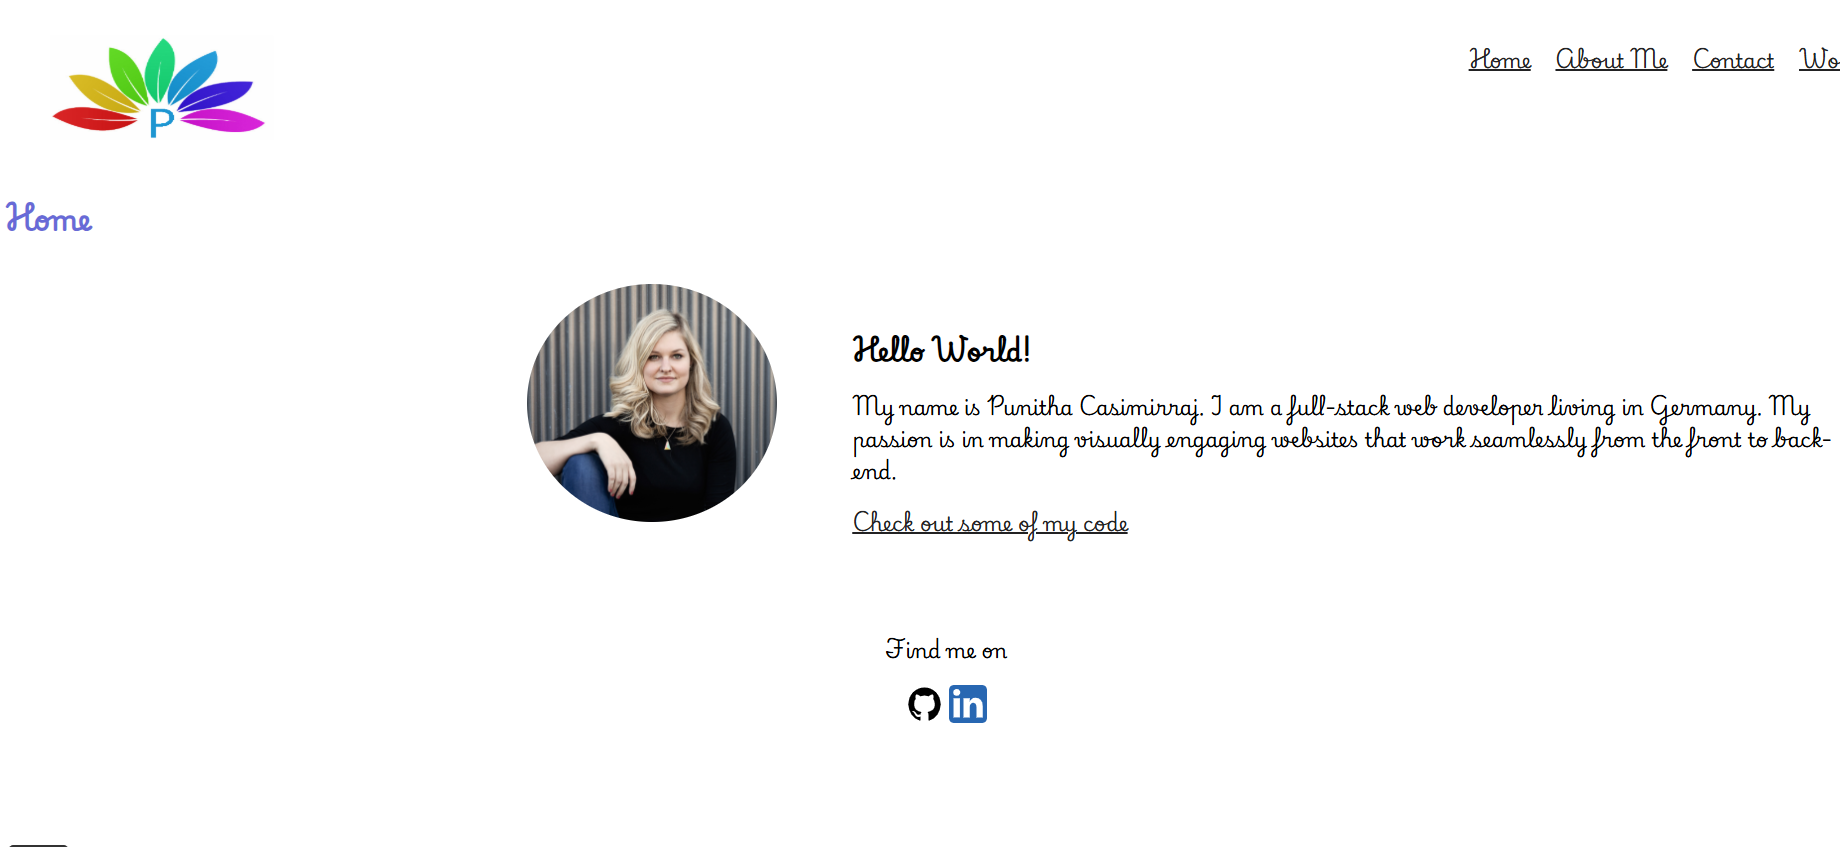 P
Home About Me Contact Wo
Home
Hello World!
My name is Punitha Casimirraj. I am a full-stack web developer living in Germany. My
passion is in making visually engaging websites that work seamlessly from the front to back-
end.
Check out some of my code
Find me on
in